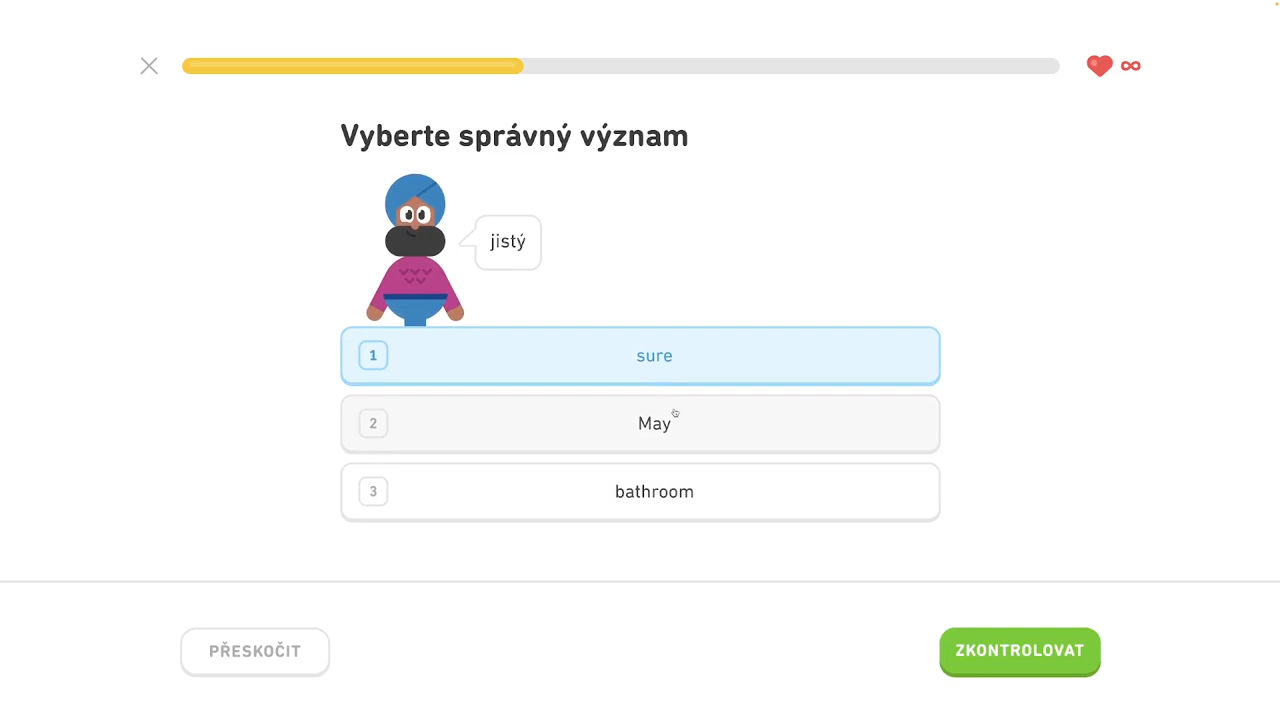 Vyberte správný význam
jistý
1 sure
2 May
3 bathroom
PŘESKOČIT
ZKONTROLOVAT